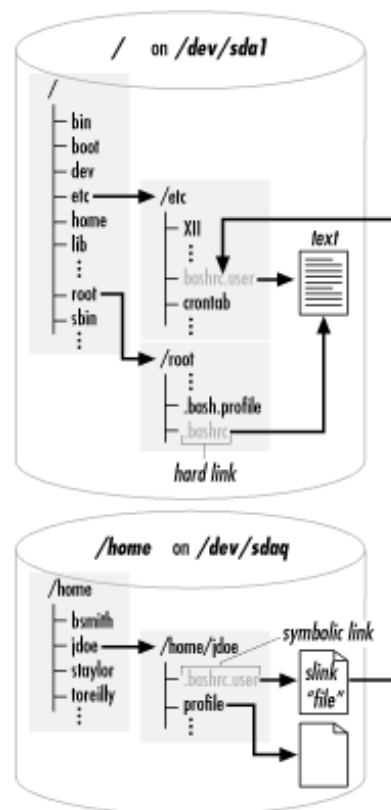 / on /dev/sda1
/
bin
boot
dev
etc
home
lib
root
sbin
/etc
XII
bashrc.user
crontab
/root
.bash.profile
.bashrc
hard link
text
/home on /dev/sdaq
/home
bsmith
jdoe
staylor
toreilly
/home/jdoe
.bashrc.user
profile
symbolic link
slink
"file"